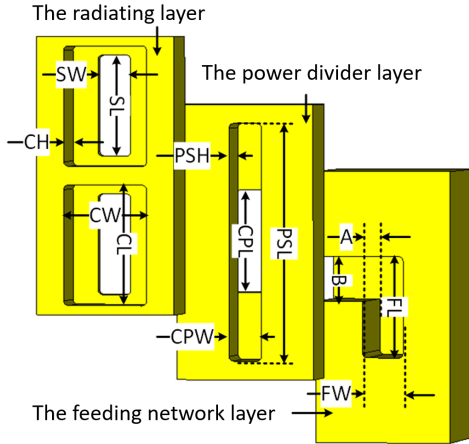 The radiating layer
SW
SL
The power divider layer
CH
PSH
CW
CL
CPL
PSL
A
B
FL
CPW
FW
The feeding network layer